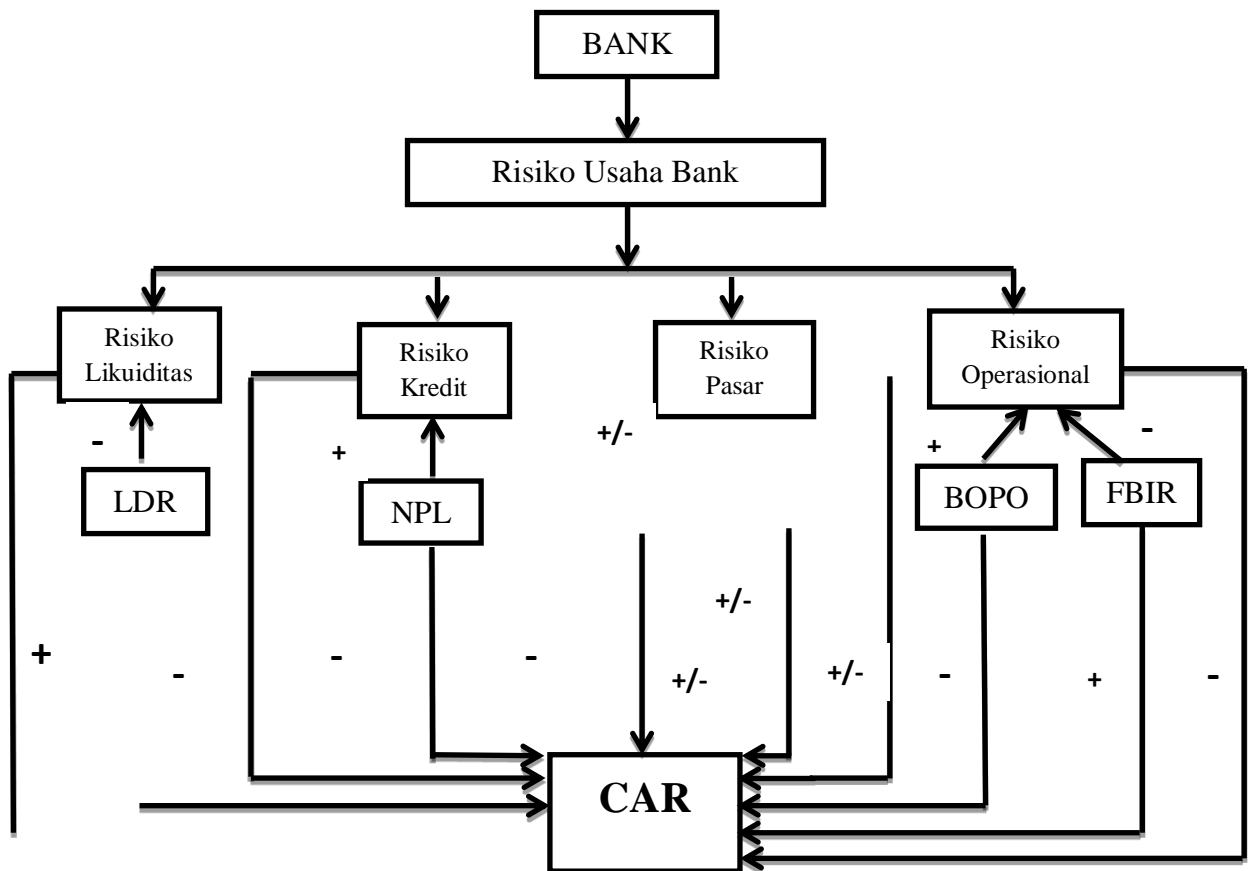 BANK
Risiko Usaha Bank
Risiko
Likuiditas
Risiko
Kredit
Risiko
Pasar
Risiko
Operasional
-
+
+/-
+
-
LDR
NPL
BOPO
FBIR
+
-
-
-
+/-
+/-
+/-
-
+
-
CAR